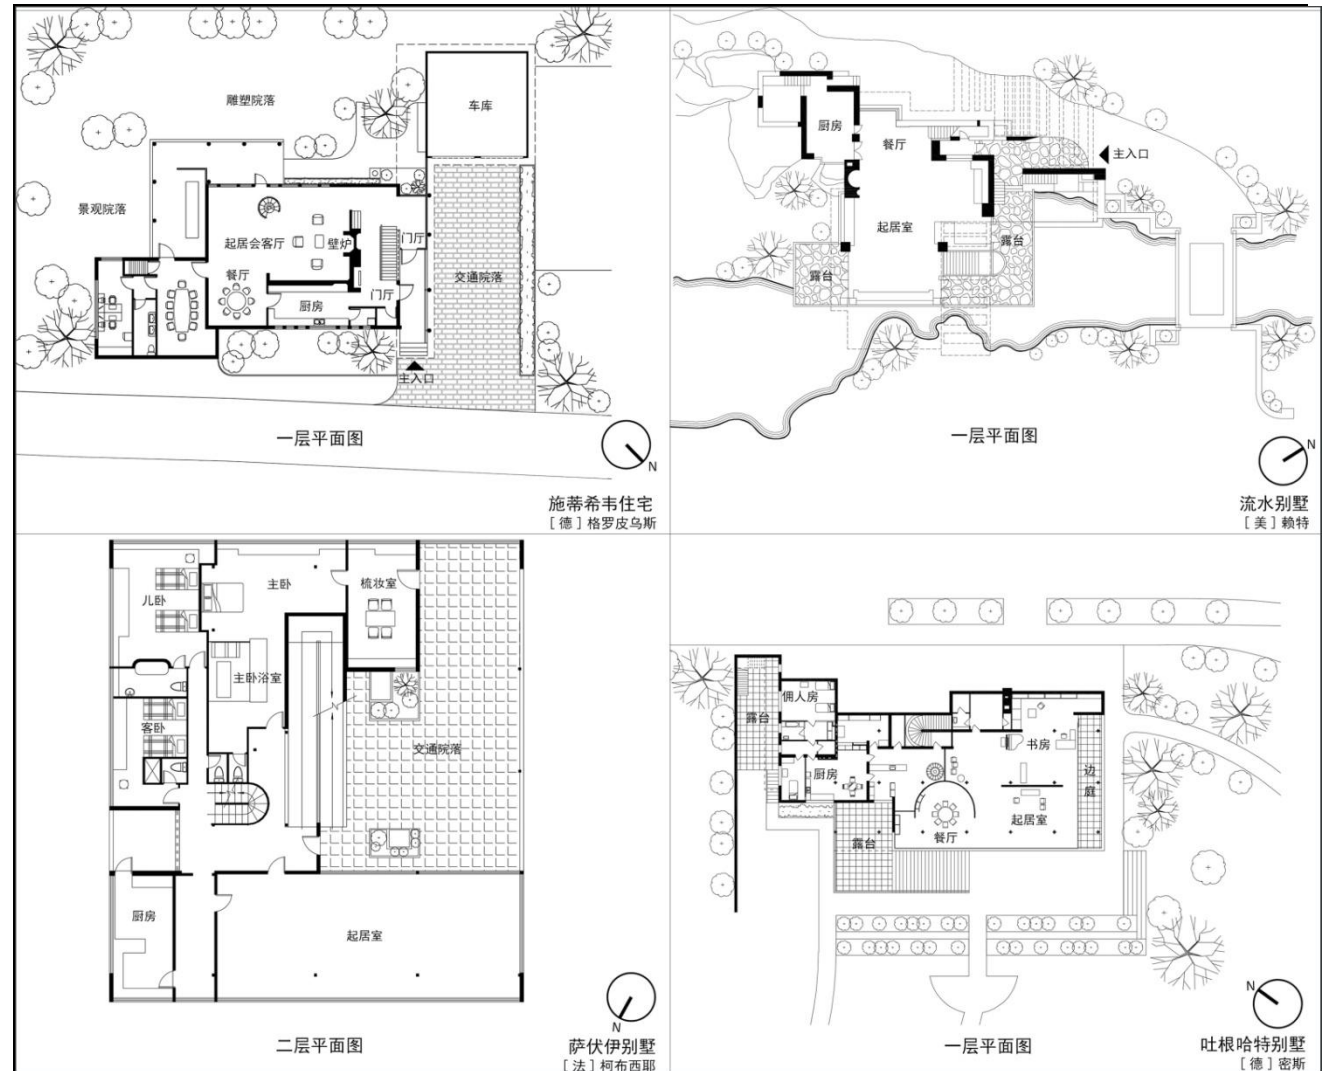 雕塑院落
车库
景观院落
起居会客厅
壁炉
门厅
餐厅
交通院落
门厅
厨房
主入口
一层平面图
N
施蒂希韦住宅
[德]格罗皮乌斯
厨房
餐厅
主入口
起居室
露台
露台
一层平面图
N
流水别墅
[美]赖特
主卧
梳妆室
儿卧
主卧浴室
客卧
交通院落
厨房
起居室
二层平面图
N
萨伏伊别墅
[法]柯布西耶
佣人房
露台
书房
厨房
边庭
起居室
餐厅
露台
一层平面图
N
吐根哈特别墅
[德]密斯